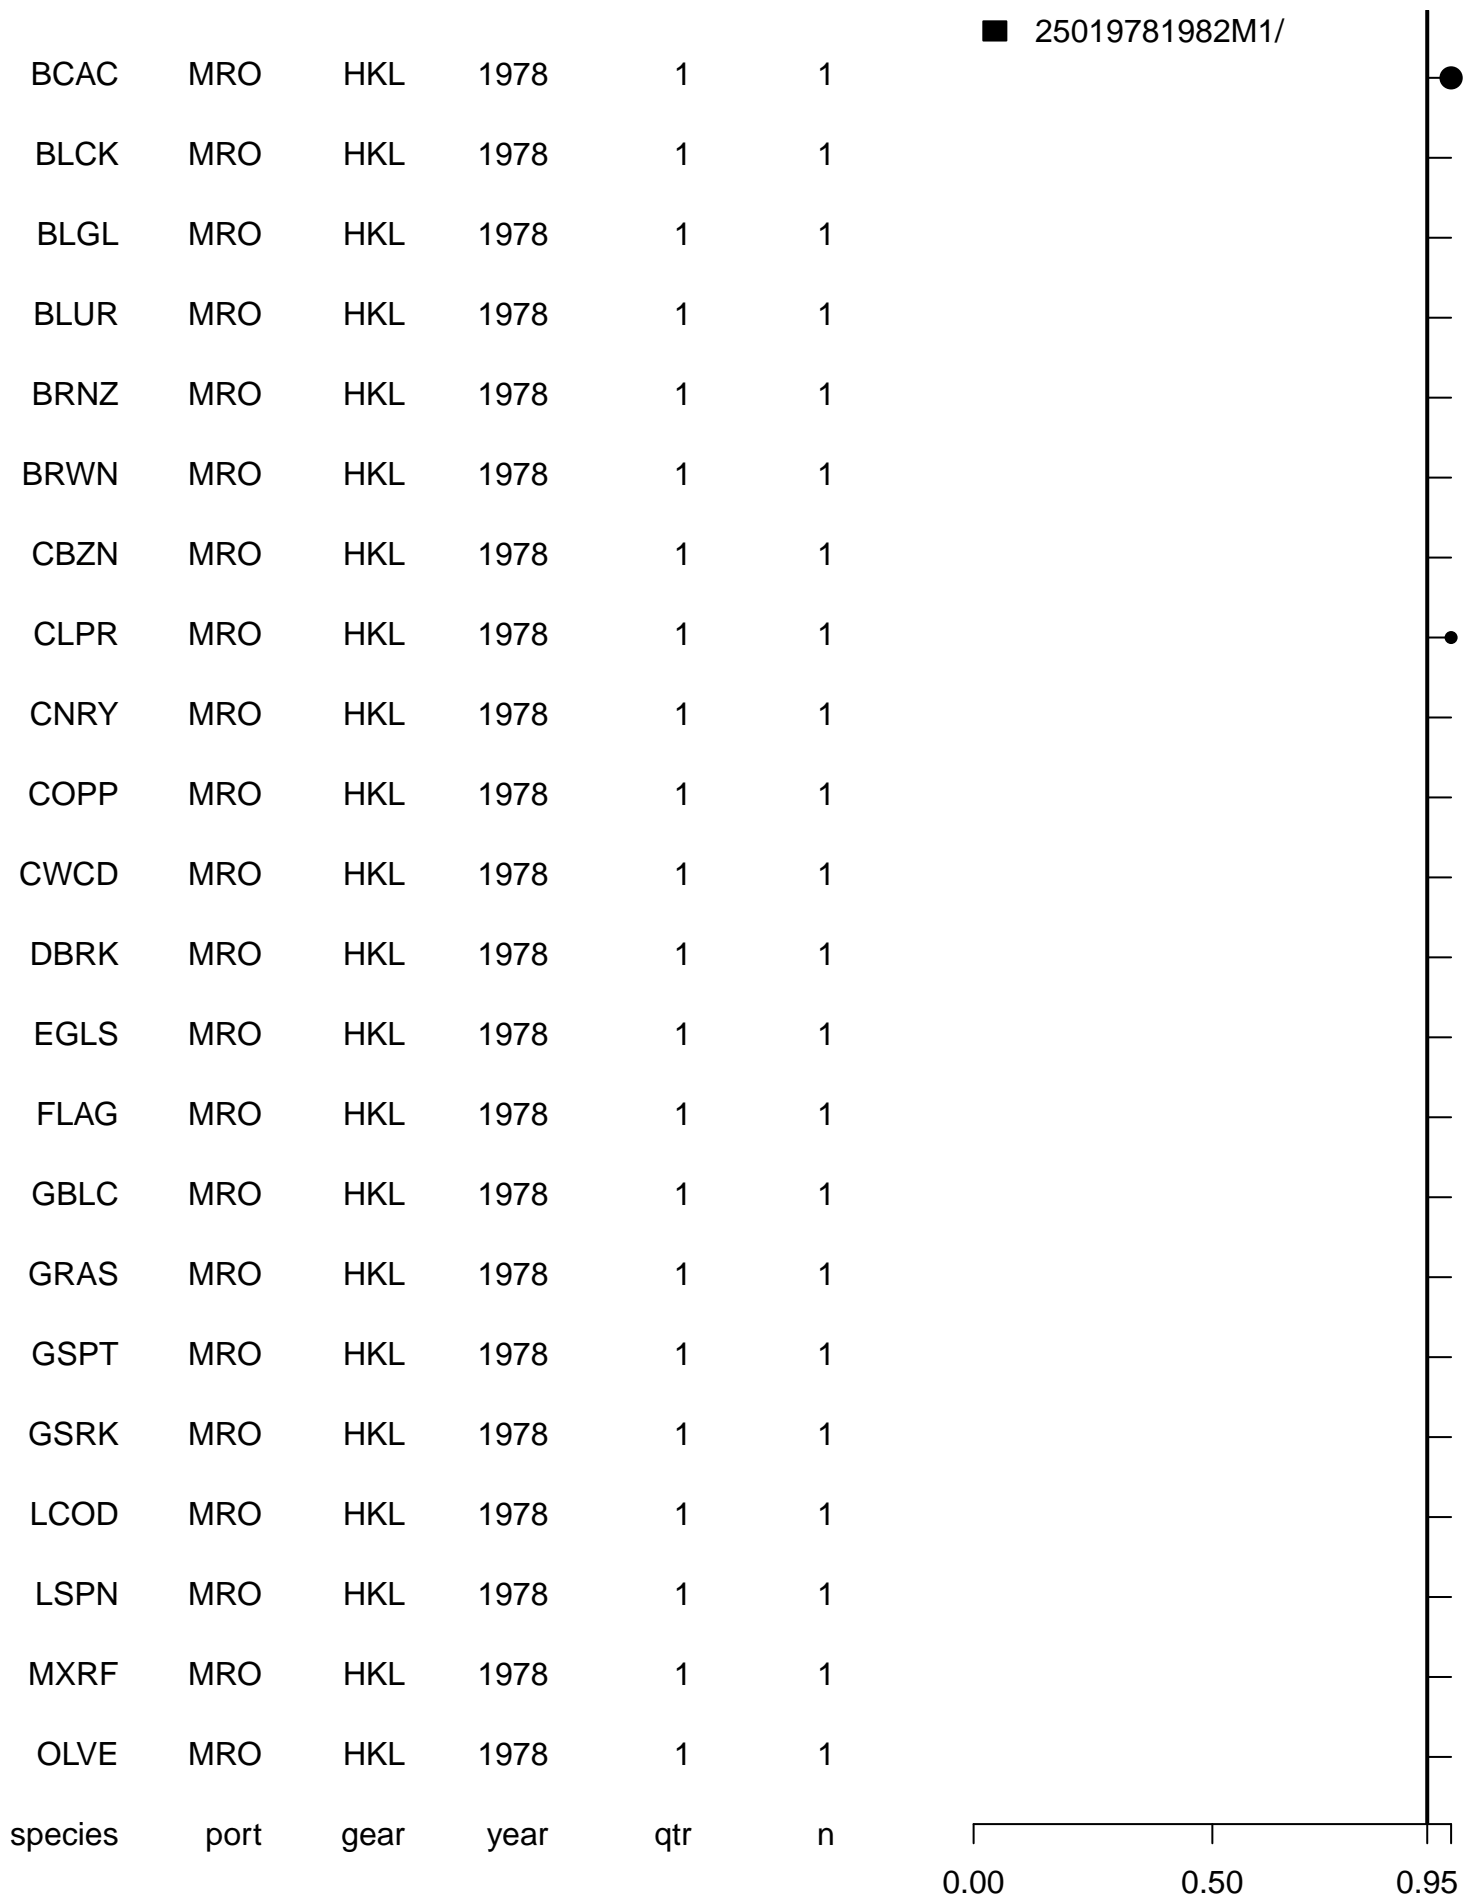 25019781982M1/
BCAC MRO HKL 1978 1 1
BLCK MRO HKL 1978 1 1
BLGL MRO HKL 1978 1 1
BLUR MRO HKL 1978 1 1
BRNZ MRO HKL 1978 1 1
BRWN MRO HKL 1978 1 1
CBZN MRO HKL 1978 1 1
CLPR MRO HKL 1978 1 1
CNRY MRO HKL 1978 1 1
COPP MRO HKL 1978 1 1
CWCD MRO HKL 1978 1 1
DBRK MRO HKL 1978 1 1
EGLS MRO HKL 1978 1 1
FLAG MRO HKL 1978 1 1
GBLC MRO HKL 1978 1 1
GRAS MRO HKL 1978 1 1
GSPT MRO HKL 1978 1 1
GSRK MRO HKL 1978 1 1
LCOD MRO HKL 1978 1 1
LSPN MRO HKL 1978 1 1
MXRF MRO HKL 1978 1 1
OLVE MRO HKL 1978 1 1
species port gear year qtr n
0.00 0.50 0.95